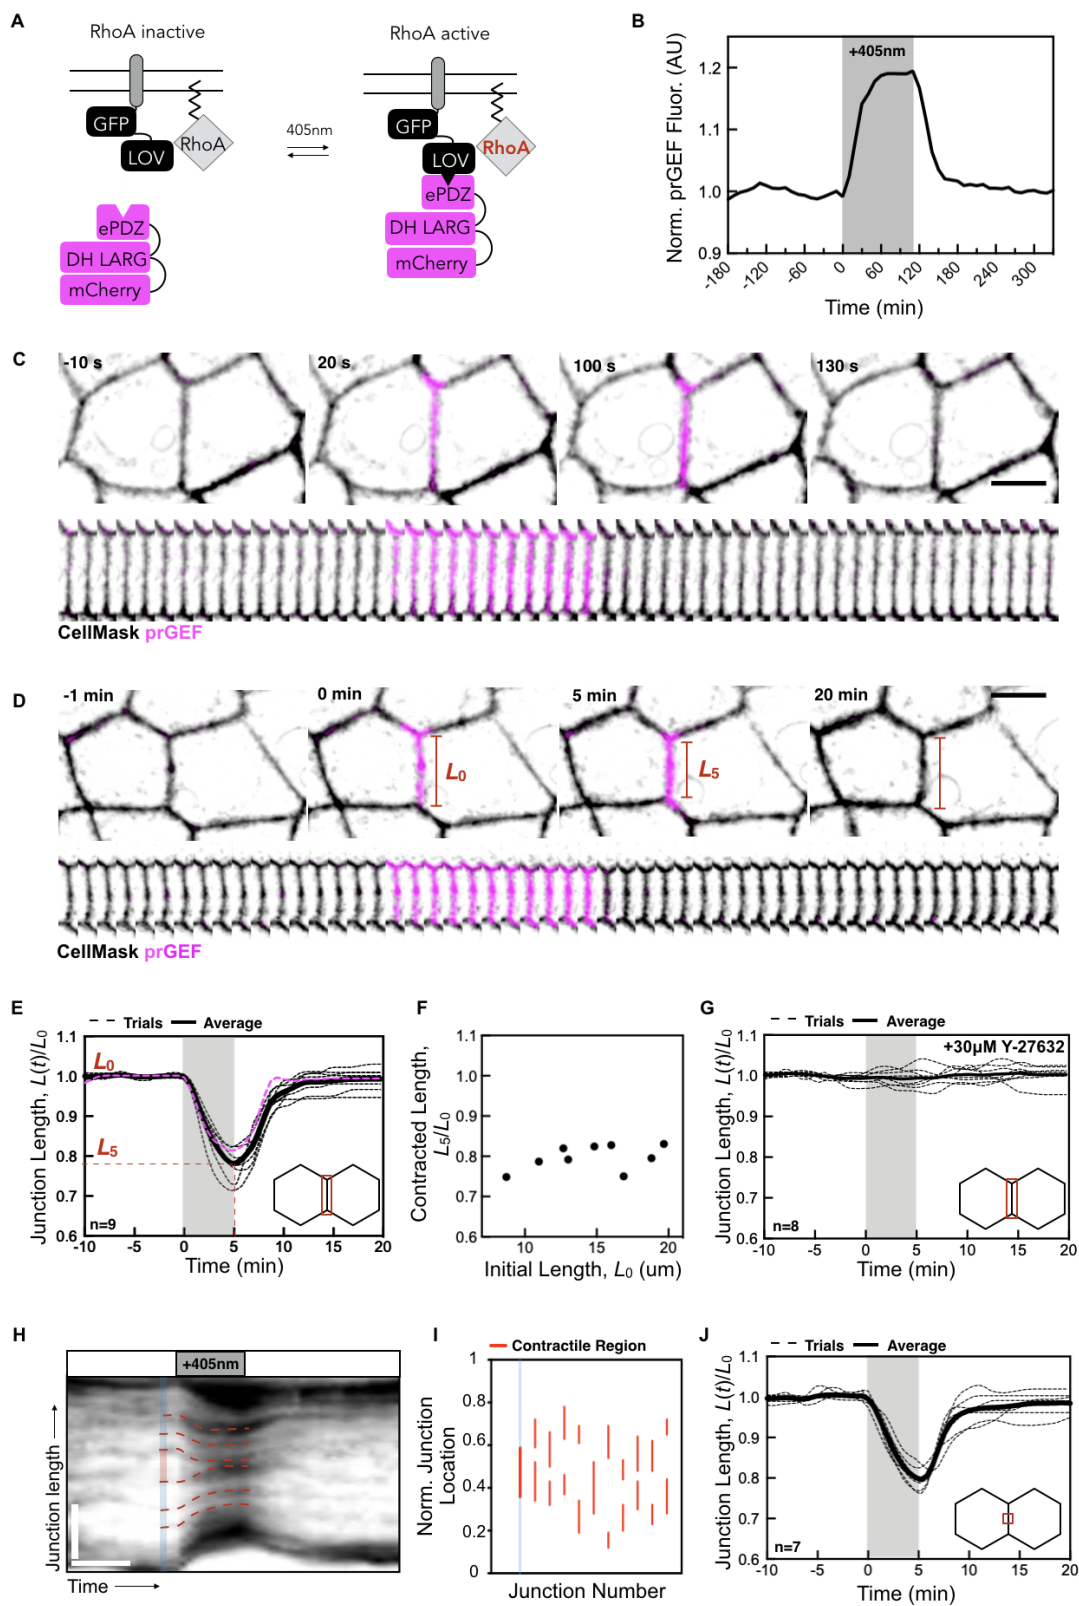 A
RhoA inactive
RhoA active
GFP
LOV
RhoA
405nm
GFP
LOV
RhoA
ePDZ
DH LARG
mCherry
ePDZ
DH LARG
mCherry
B
+405nm
Norm. prGEF Fluor. (AU)
1.2
1.1
1.0
0.9
-180
-120
-60
0
60
120
180
240
300
Time (min)
C
-10 s
20 s
100 s
130 s
CellMask prGEF
D
-1 min
0 min
5 min
20 min
L0
L5
CellMask prGEF
E
Trials
Average
Junction Length, L(t)/L0
1.1
1.0
0.9
0.8
0.7
0.6
L0
L5
n=9
-10
-5
0
5
10
15
20
Time (min)
F
Contracted Length,
L5/L0
1.1
1.0
0.9
0.8
0.7
0.6
10
15
20
Initial Length, L0 (um)
G
Trials
Average
+30μM Y-27632
Junction Length, L(t)/L0
1.1
1.0
0.9
0.8
0.7
0.6
n=8
-10
-5
0
5
10
15
20
Time (min)
H
+405nm
Junction length
Time
I
Contractile Region
Norm. Junction
Location
1
0.8
0.6
0.4
0.2
0
Junction Number
J
Trials
Average
Junction Length, L(t)/L0
1.1
1.0
0.9
0.8
0.7
0.6
n=7
-10
-5
0
5
10
15
20
Time (min)